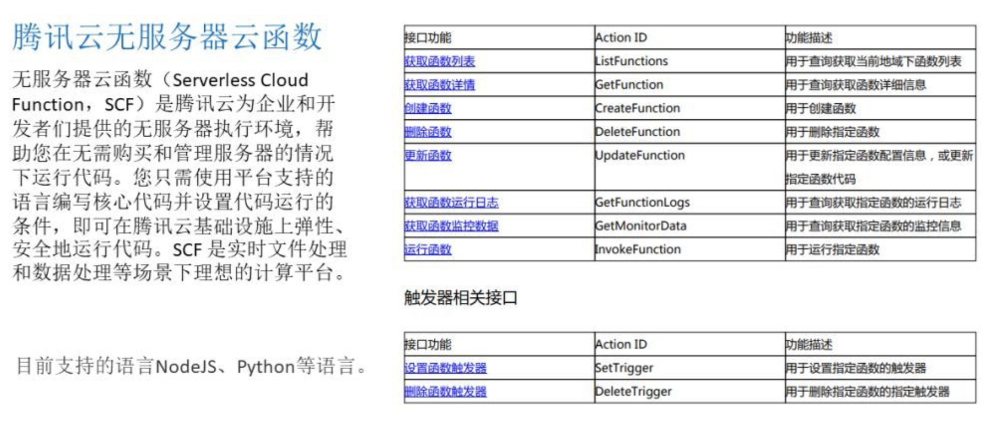 腾讯云无服务器云函数
无服务器云函数（Serverless Cloud
Function，SCF）是腾讯云为企业和开
发者们提供的无服务器执行环境，帮
助您在无需购买和管理服务器的情况
下运行代码。您只需使用平台支持的
语言编写核心代码并设置代码运行的
条件，即可在腾讯云基础设施上弹性、
安全地运行代码。SCF 是实时文件处理
和数据处理等场景下理想的计算平台。
目前支持的语言NodeJS、Python等语言。
接口功能 Action ID 功能描述
获取函数列表 ListFunctions 用于查询获取当前地域下函数列表
获取函数详情 GetFunction 用于查询获取函数详细信息
创建函数 CreateFunction 用于创建函数
删除函数 DeleteFunction 用于删除指定函数
更新函数 UpdateFunction 用于更新指定函数配置信息，或更新
指定函数代码
获取函数运行日志 GetFunctionLogs 用于查询获取指定函数的运行日志
获取函数监控数据 GetMonitorData 用于查询获取指定函数的监控信息
运行函数 InvokeFunction 用于运行指定函数
触发器相关接口
接口功能 Action ID 功能描述
设置函数触发器 SetTrigger 用于设置指定函数的触发器
删除函数触发器 DeleteTrigger 用于删除指定函数的指定触发器